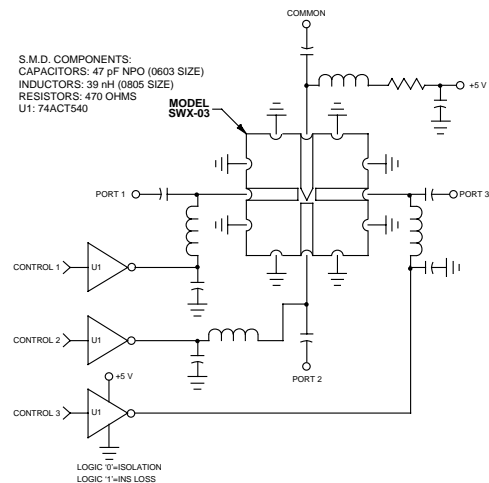 COMMON
S.M.D. COMPONENTS:
CAPACITORS: 47 pF NPO (0603 SIZE)
INDUCTORS: 39 nH (0805 SIZE)
RESISTORS: 470 OHMS
U1: 74ACT540
+5 V
MODEL
SWX-03
PORT 1
PORT 3
CONTROL 1
U1
CONTROL 2
U1
PORT 2
+5 V
CONTROL 3
U1
LOGIC '0'=ISOLATION
LOGIC '1'=INS LOSS